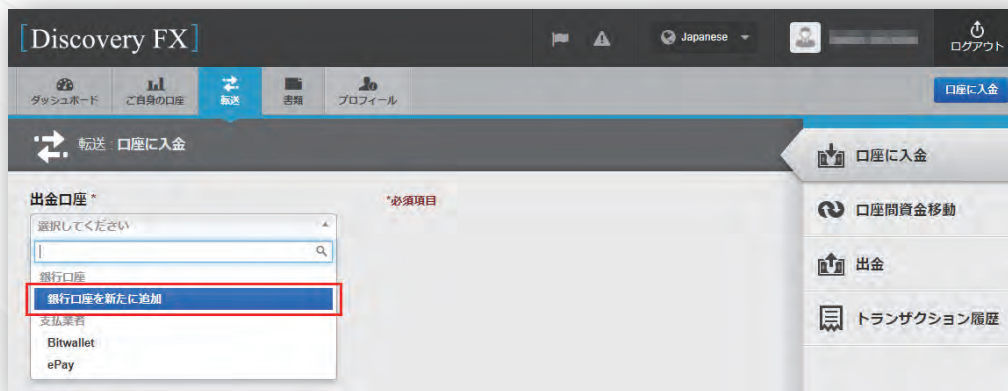 [Discovery FX]
Japanese
ログアウト
ダッシュボード
ご自身の口座
転送
書類
プロフィール
口座に入金
転送 : 口座に入金
出金口座 *
*必須項目
選択してください
銀行口座
銀行口座を新たに追加
支払業者
Bitwallet
ePay
口座に入金
口座間資金移動
出金
トランザクション履歴